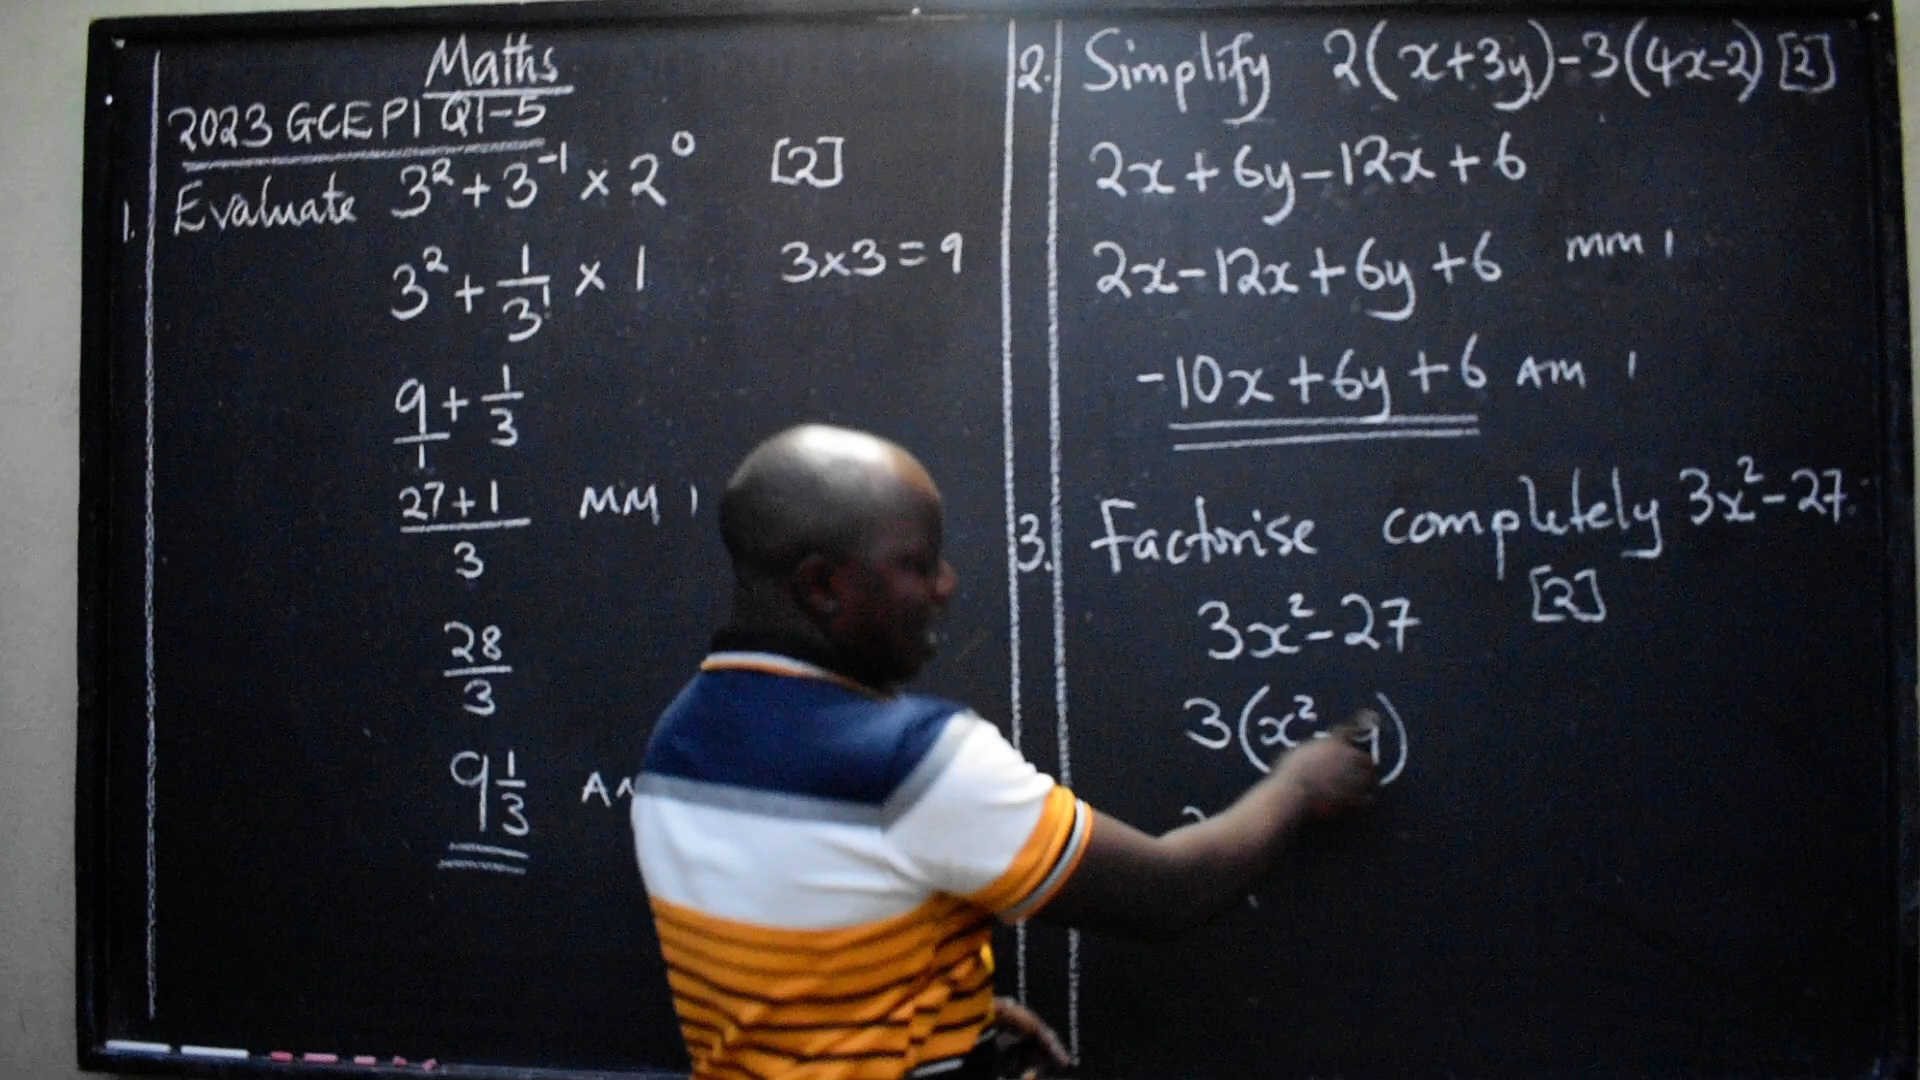 Maths
2023 GCE P1 Q1-5
1. Evaluate 3² + 3⁻¹ × 2⁰ [2]
3² + 1/3¹ × 1 3×3=9
9/1 + 1/3
27+1/3 MM 1
28/3
9 1/3
2. Simplify 2(x+3y)-3(4x-2) [2]
2x+6y-12x+6
2x-12x+6y+6 MM 1
-10x+6y+6 AM 1
3. Factorise completely 3x²-27.
[2]
3x²-27
3(x²-9)